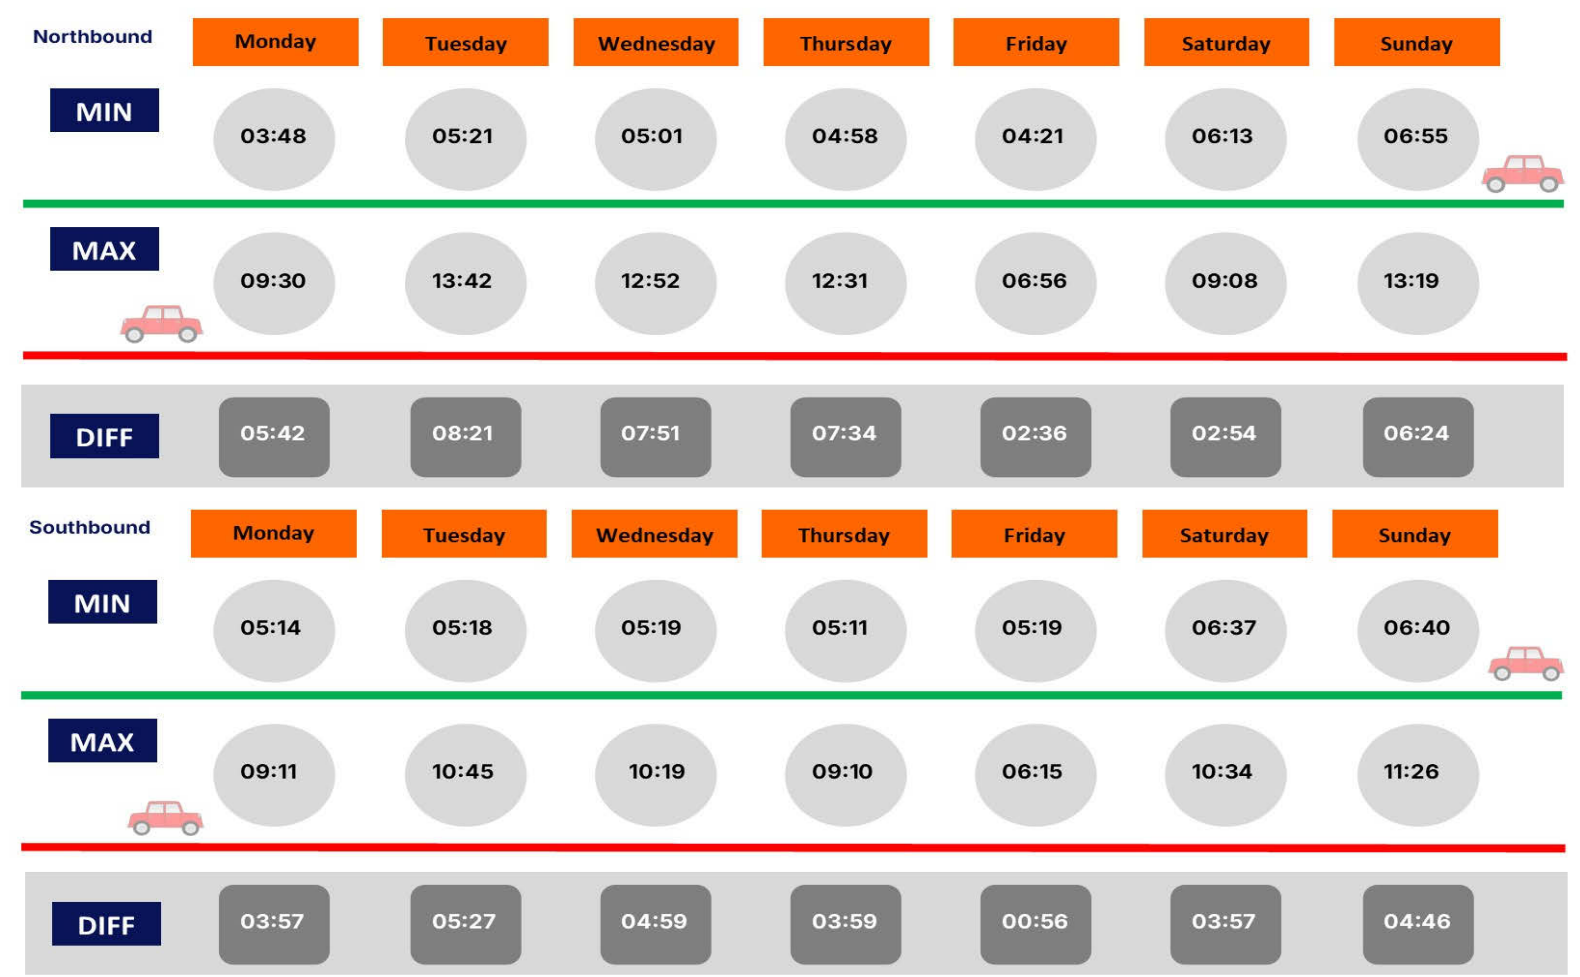 Northbound Monday Tuesday Wednesday Thursday Friday Saturday Sunday
MIN 03:48 05:21 05:01 04:58 04:21 06:13 06:55
MAX 09:30 13:42 12:52 12:31 06:56 09:08 13:19
DIFF 05:42 08:21 07:51 07:34 02:36 02:54 06:24
Southbound Monday Tuesday Wednesday Thursday Friday Saturday Sunday
MIN 05:14 05:18 05:19 05:11 05:19 06:37 06:40
MAX 09:11 10:45 10:19 09:10 06:15 10:34 11:26
DIFF 03:57 05:27 04:59 03:59 00:56 03:57 04:46